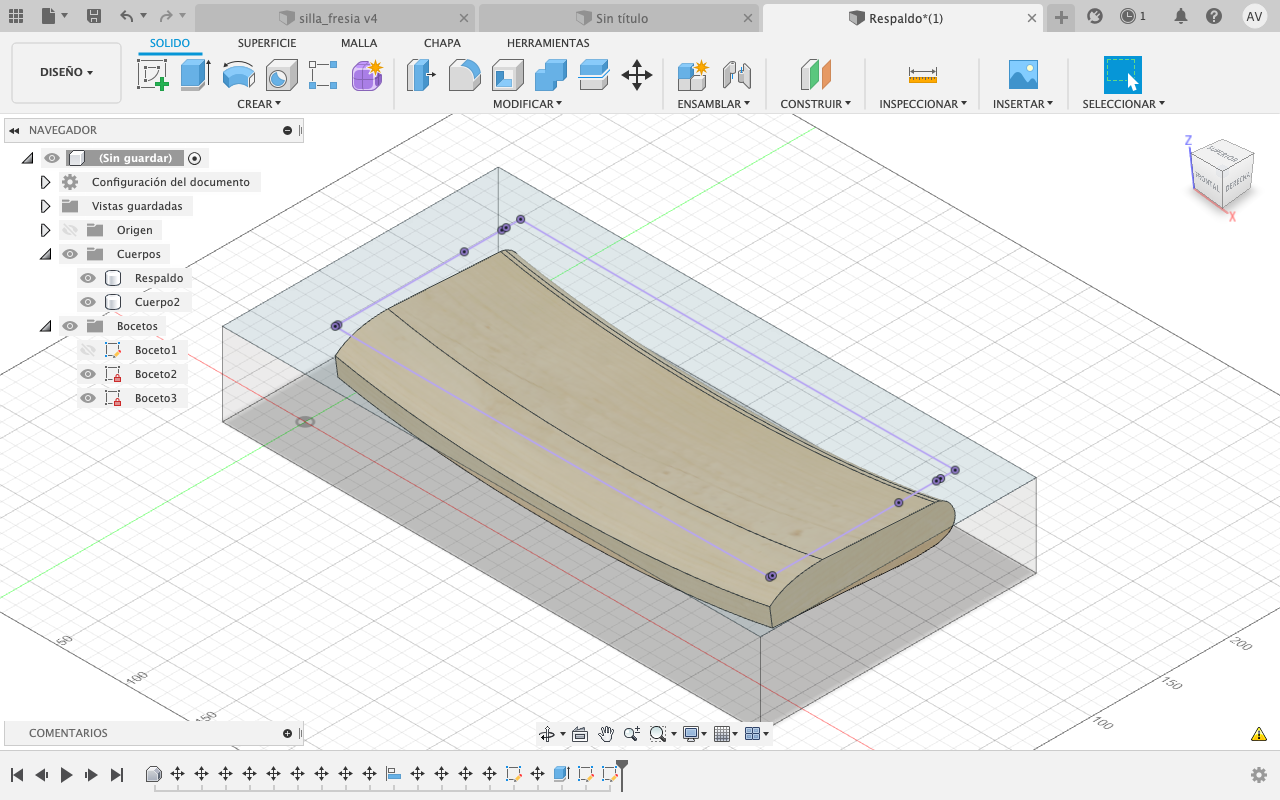 silla_fresia v4
Sin título
Respaldo*(1)
1
AV
DISEÑO
SOLIDO
SUPERFICIE
MALLA
CHAPA
HERRAMIENTAS
CREAR
MODIFICAR
ENSAMBLAR
CONSTRUIR
INSPECCIONAR
INSERTAR
SELECCIONAR
NAVEGADOR
(Sin guardar)
Configuración del documento
Vistas guardadas
Origen
Cuerpos
Respaldo
Cuerpo2
Bocetos
Boceto1
Boceto2
Boceto3
Z
SUPERIOR
FRONTAL
DERECHA
X
50
100
150
200
150
100
COMENTARIOS